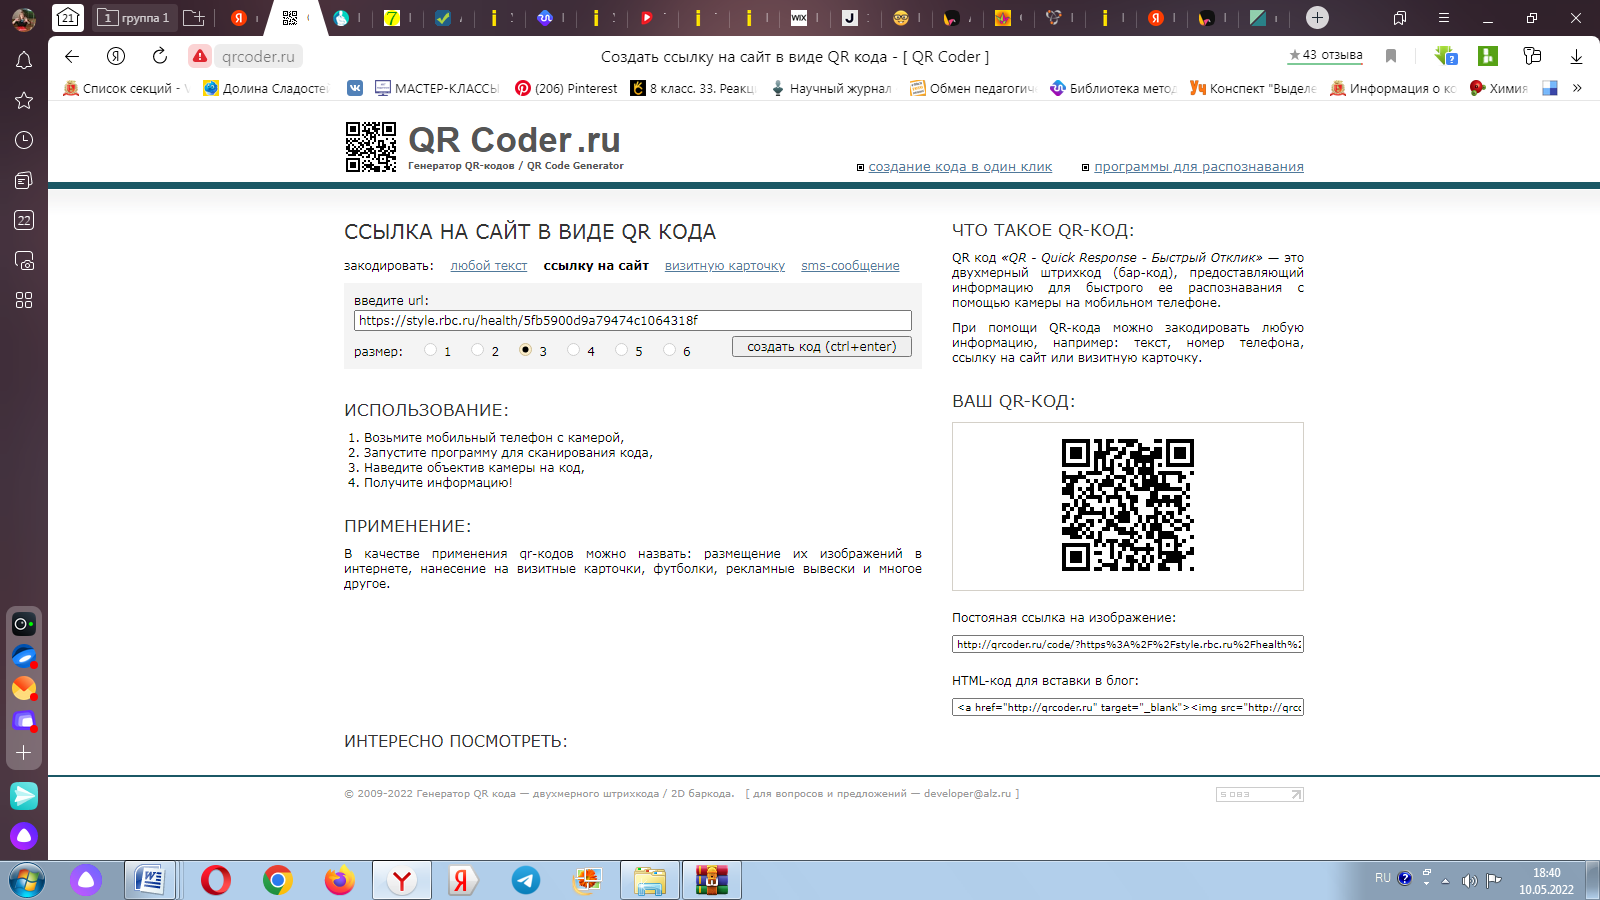 21
1 группа 1
qrcoder.ru
Создать ссылку на сайт в виде QR кода - [ QR Coder ]
★ 43 отзыва
Список секций -
Долина Сладостей
МАСТЕР-КЛАССЫ
(206) Pinterest
8 класс. 33. Реакц
Научный журнал
Обмен педагогич
Библиотека метод
Конспект "Выделе
Информация о ко
Химия
»
QR Coder.ru
Генератор QR-кодов / QR Code Generator
создание кода в один клик
программы для распознавания
22
ССЫЛКА НА САЙТ В ВИДЕ QR КОДА
закодировать: любой текст ссылку на сайт визитную карточку sms-сообщение
введите url:
https://style.rbc.ru/health/5fb5900d9a79474c1064318f
размер: 1 2 3 4 5 6
создать код (ctrl+enter)
ИСПОЛЬЗОВАНИЕ:
1. Возьмите мобильный телефон с камерой,
2. Запустите программу для сканирования кода,
3. Наведите объектив камеры на код,
4. Получите информацию!
ПРИМЕНЕНИЕ:
В качестве применения qr-кодов можно назвать: размещение их изображений в
интернете, нанесение на визитные карточки, футболки, рекламные вывески и многое
другое.
ИНТЕРЕСНО ПОСМОТРЕТЬ:
ЧТО ТАКОЕ QR-КОД:
QR код «QR - Quick Response - Быстрый Отклик» — это
двухмерный штрихкод (бар-код), предоставляющий
информацию для быстрого ее распознавания с
помощью камеры на мобильном телефоне.
При помощи QR-кода можно закодировать любую
информацию, например: текст, номер телефона,
ссылку на сайт или визитную карточку.
ВАШ QR-КОД:
Постояная ссылка на изображение:
http://qrcoder.ru/code/?https%3A%2F%2Fstyle.rbc.ru%2Fhealth%2
HTML-код для вставки в блог:
<a href="http://qrcoder.ru" target="_blank"><img src="http://qrcc
© 2009-2022 Генератор QR кода — двухмерного штрихкода / 2D баркода. [ для вопросов и предложений — developer@alz.ru ]
RU
18:40
10.05.2022